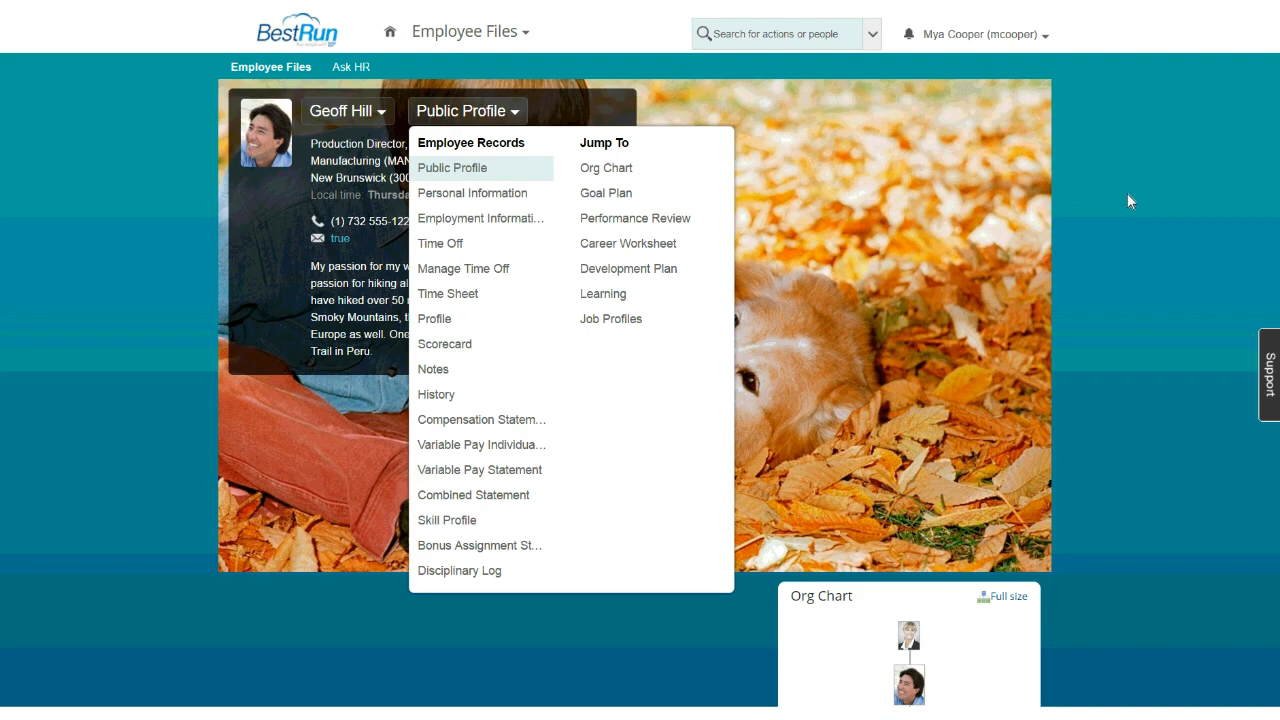 BestRun
Employee Files
Search for actions or people
Mya Cooper (mcooper)
Employee Files
Ask HR
Geoff Hill
Public Profile
Production Director,
Manufacturing (MAN
New Brunswick (300
Local time: Thursda
(1) 732 555-122
true
My passion for my w
passion for hiking al
have hiked over 50
Smoky Mountains, t
Europe as well. One
Trail in Peru.
Employee Records
Public Profile
Personal Information
Employment Informati...
Time Off
Manage Time Off
Time Sheet
Profile
Scorecard
Notes
History
Compensation Statem...
Variable Pay Individua...
Variable Pay Statement
Combined Statement
Skill Profile
Bonus Assignment St...
Disciplinary Log
Jump To
Org Chart
Goal Plan
Performance Review
Career Worksheet
Development Plan
Learning
Job Profiles
Support
Org Chart
Full size